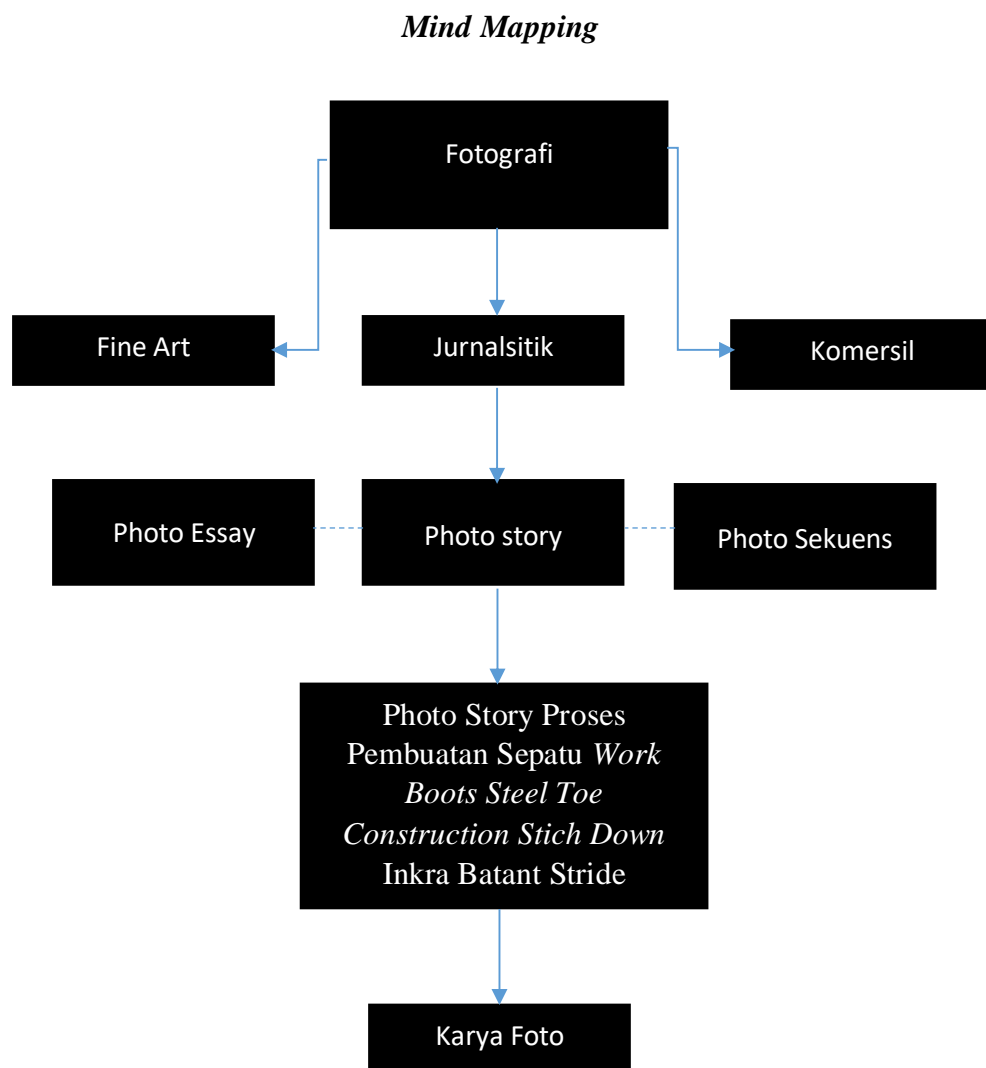 Mind Mapping
Fotografi
Fine Art
Jurnalsitik
Komersil
Photo Essay
Photo story
Photo Sekuens
Photo Story Proses
Pembuatan Sepatu Work
Boots Steel Toe
Construction Stich Down
Inkra Batant Stride
Karya Foto